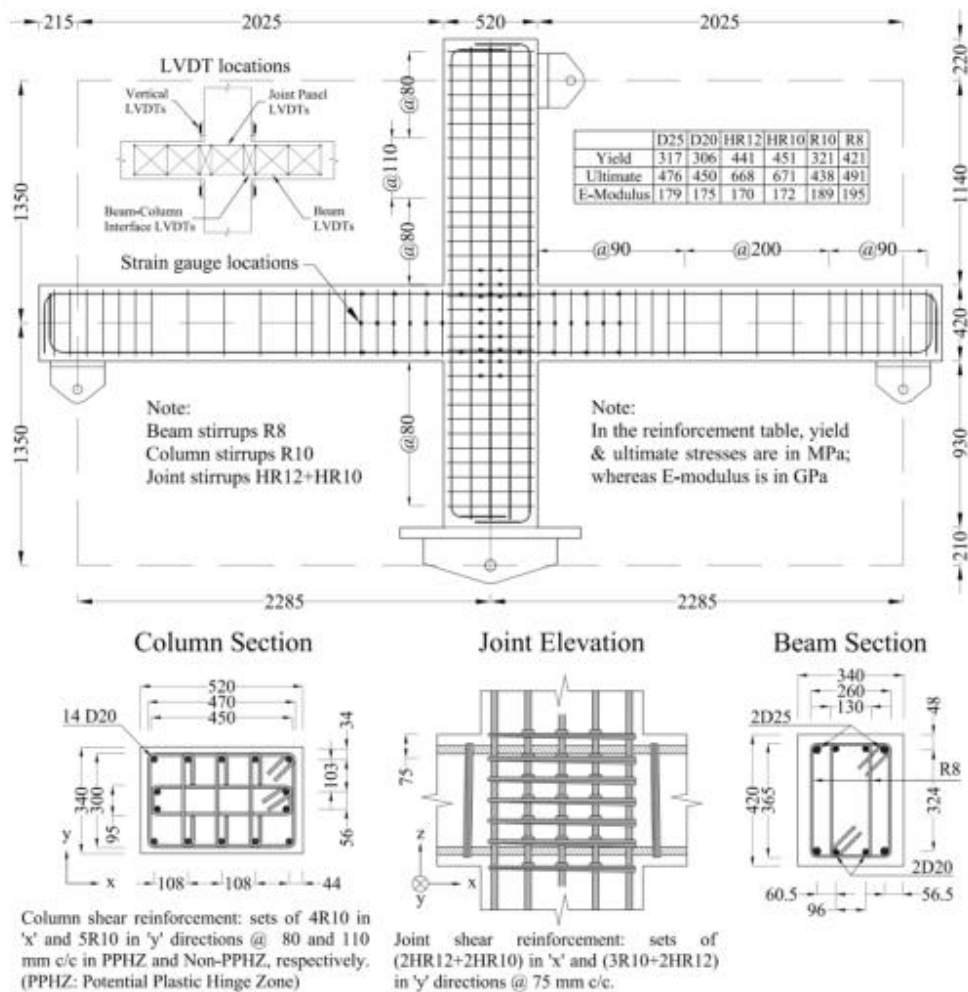 215 2025 520 2025
LVDT locations
Vertical
LVDTs
Joint Panel
LVDTs
Beam-Column
Interface LVDTs
Beam
LVDTs
Strain gauge locations
@80
@110
@80
@80
D25 D20 HR12 HR10 R10 R8
Yield 317 306 441 451 321 421
Ultimate 476 450 668 671 438 491
E-Modulus 179 175 170 172 189 195
@90 @200 @90
1350
1350
220
1140
420
930
210
Note:
Beam stirrups R8
Column stirrups R10
Joint stirrups HR12+HR10
Note:
In the reinforcement table, yield
& ultimate stresses are in MPa;
whereas E-modulus is in GPa
2285 2285
Column Section
520
470
450
14 D20
34
103
56
340
300
95
y
x
108 108 44
Column shear reinforcement: sets of 4R10 in
'x' and 5R10 in 'y' directions @ 80 and 110
mm c/c in PPHZ and Non-PPHZ, respectively.
(PPHZ: Potential Plastic Hinge Zone)
Joint Elevation
75
z
x
y
Joint shear reinforcement: sets of
(2HR12+2HR10) in 'x' and (3R10+2HR12)
in 'y' directions @ 75 mm c/c.
Beam Section
340
260
130
2D25
48
R8
420
365
324
2D20
60.5 56.5
96